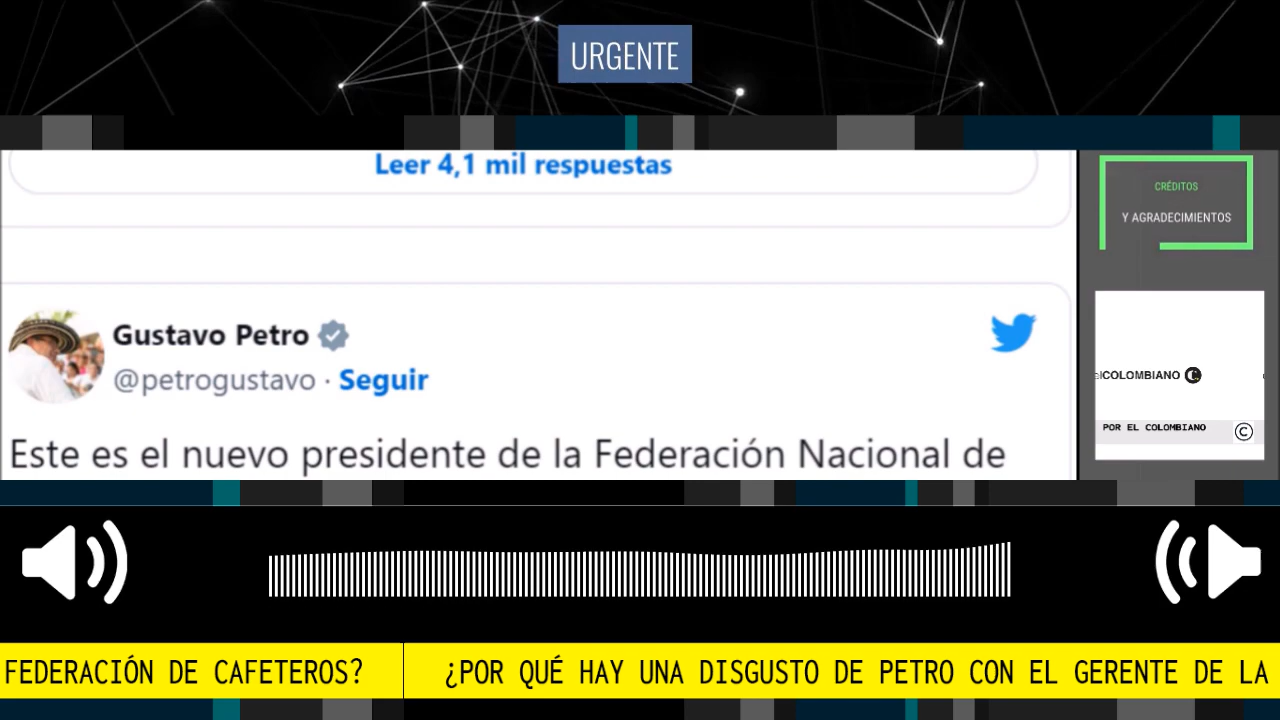 URGENTE
Leer 4,1 mil respuestas
CRÉDITOS
Y AGRADECIMIENTOS
Gustavo Petro
@petrogustavo · Seguir
elCOLOMBIANO
POR EL COLOMBIANO
Este es el nuevo presidente de la Federación Nacional de
FEDERACIÓN DE CAFETEROS? ¿POR QUÉ HAY UNA DISGUSTO DE PETRO CON EL GERENTE DE LA